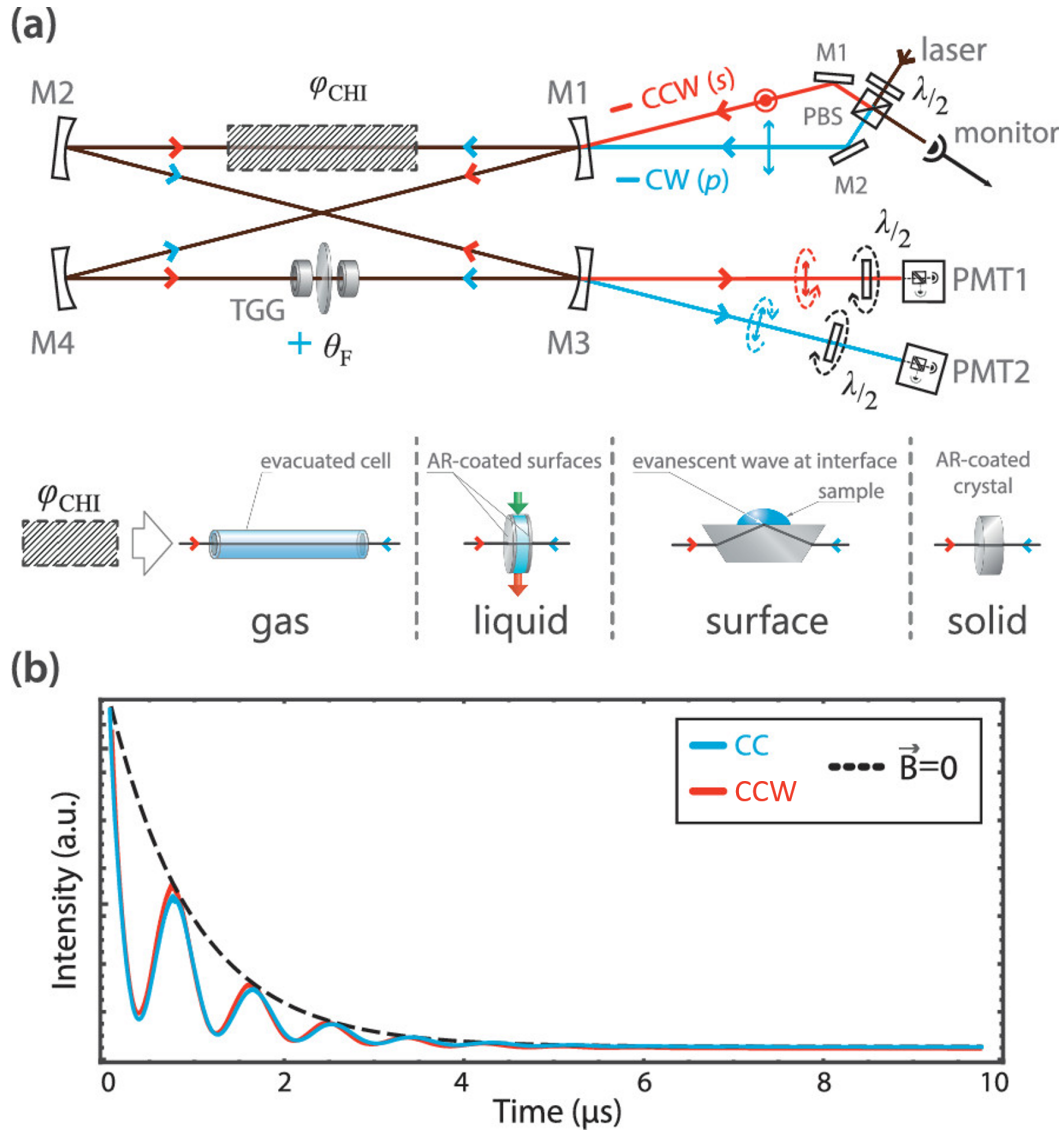 (a)
M2
φCHI
M1
CCW (s)
CW (p)
M1
PBS
M2
laser
λ/2
monitor
M4
TGG
+ θF
M3
λ/2
PMT1
λ/2
PMT2
φCHI
evacuated cell
AR-coated surfaces
evanescent wave at interface
sample
AR-coated
crystal
gas
liquid
surface
solid
(b)
Intensity (a.u.)
CC
CCW
B⃗=0
0
2
4
6
8
10
Time (μs)